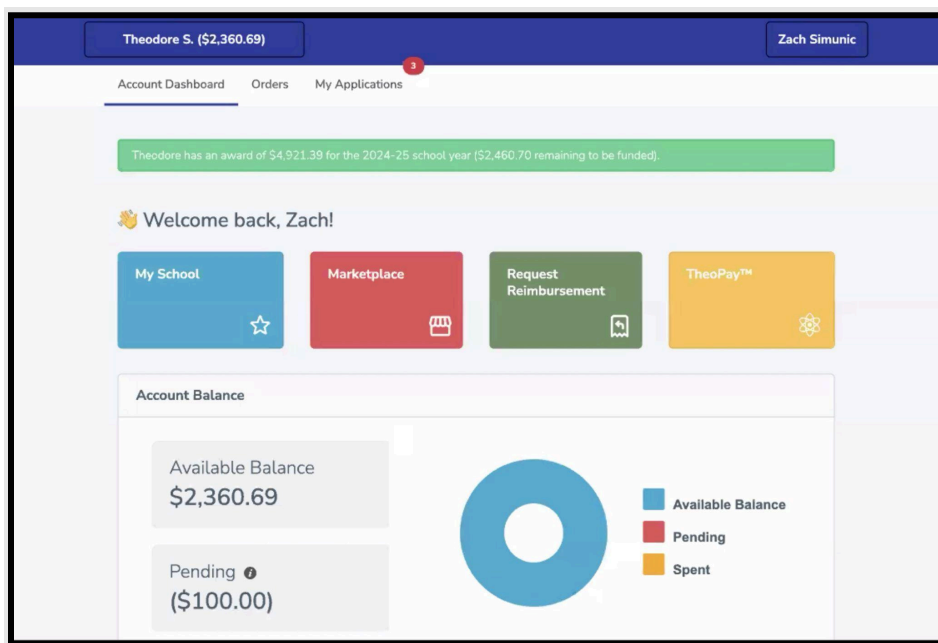 Theodore S. ($2,360.69)
Zach Simunic
Account Dashboard
Orders
My Applications
3
Theodore has an award of $4,921.39 for the 2024-25 school year ($2,460.70 remaining to be funded).
👋 Welcome back, Zach!
My School
Marketplace
Request
Reimbursement
TheoPay™
Account Balance
Available Balance
$2,360.69
Pending
($100.00)
Available Balance
Pending
Spent